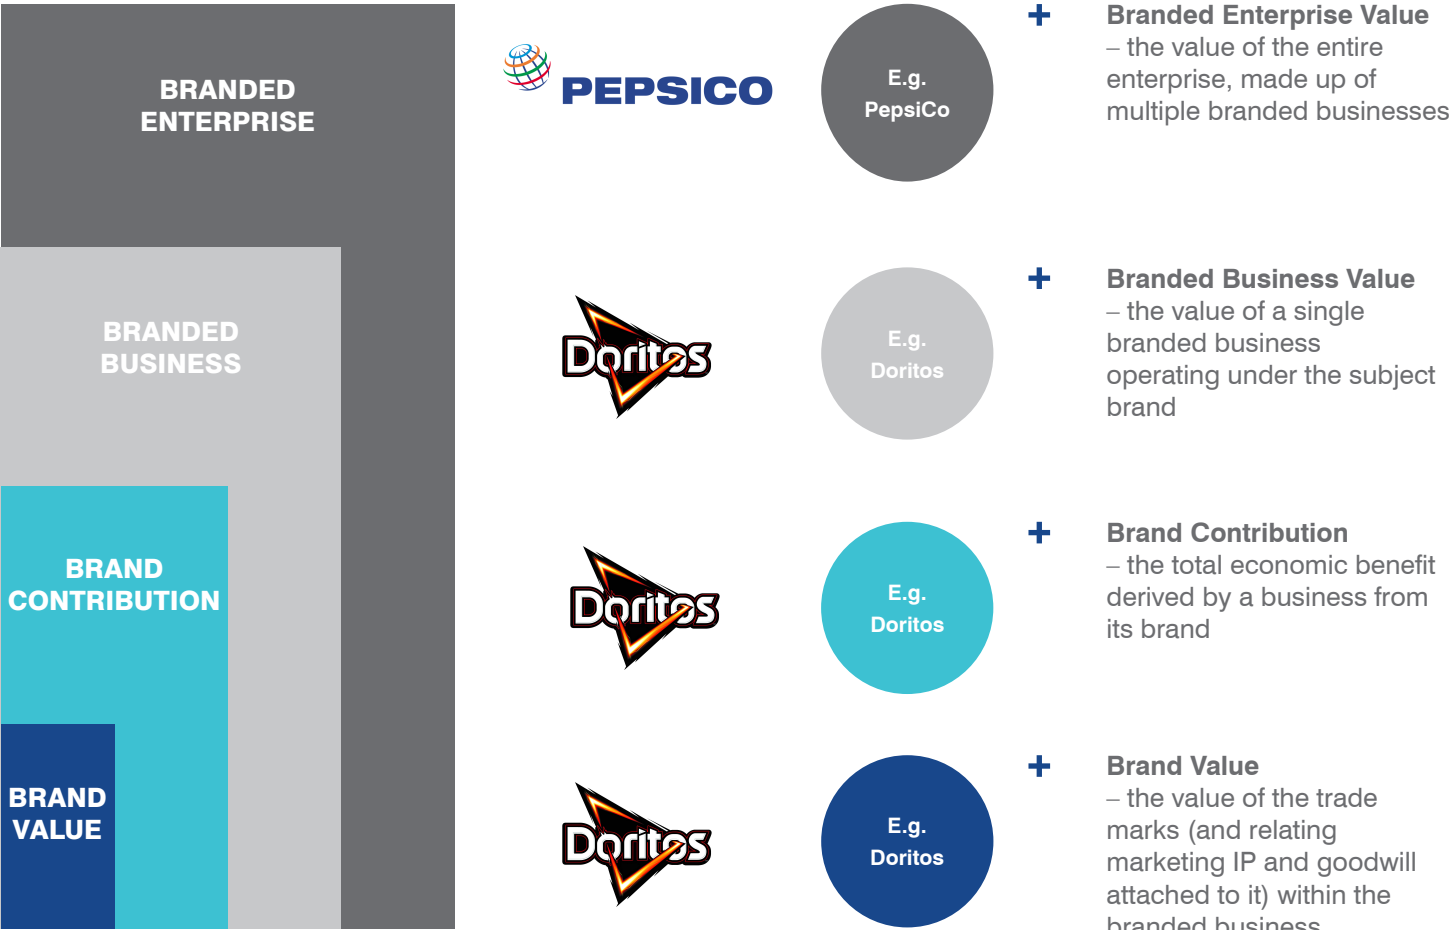 BRANDED
ENTERPRISE
PEPSICO
E.g.
PepsiCo
+
Branded Enterprise Value
– the value of the entire
enterprise, made up of
multiple branded businesses
BRANDED
BUSINESS
Doritos
E.g.
Doritos
+
Branded Business Value
– the value of a single
branded business
operating under the subject
brand
BRAND
CONTRIBUTION
Doritos
E.g.
Doritos
+
Brand Contribution
– the total economic benefit
derived by a business from
its brand
BRAND
VALUE
Doritos
E.g.
Doritos
+
Brand Value
– the value of the trade
marks (and relating
marketing IP and goodwill
attached to it) within the
branded business